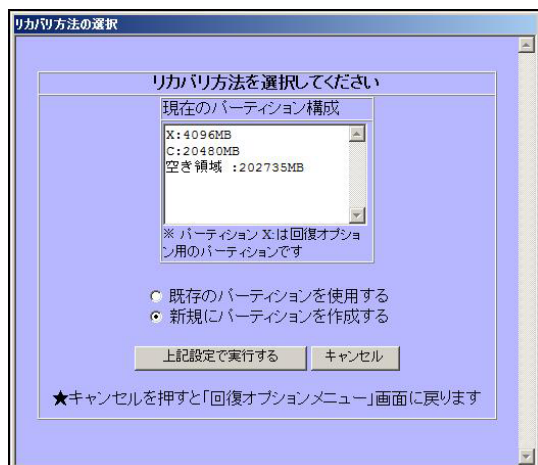 リカバリ方法の選択
リカバリ方法を選択してください
現在のパーティション構成
X:4096MB
C:20480MB
空き領域 :202735MB
※ パーティション X:は回復オプショ
ン用のパーティションです
既存のパーティションを使用する
新規にパーティションを作成する
上記設定で実行する キャンセル
★キャンセルを押すと「回復オプションメニュー」画面に戻ります